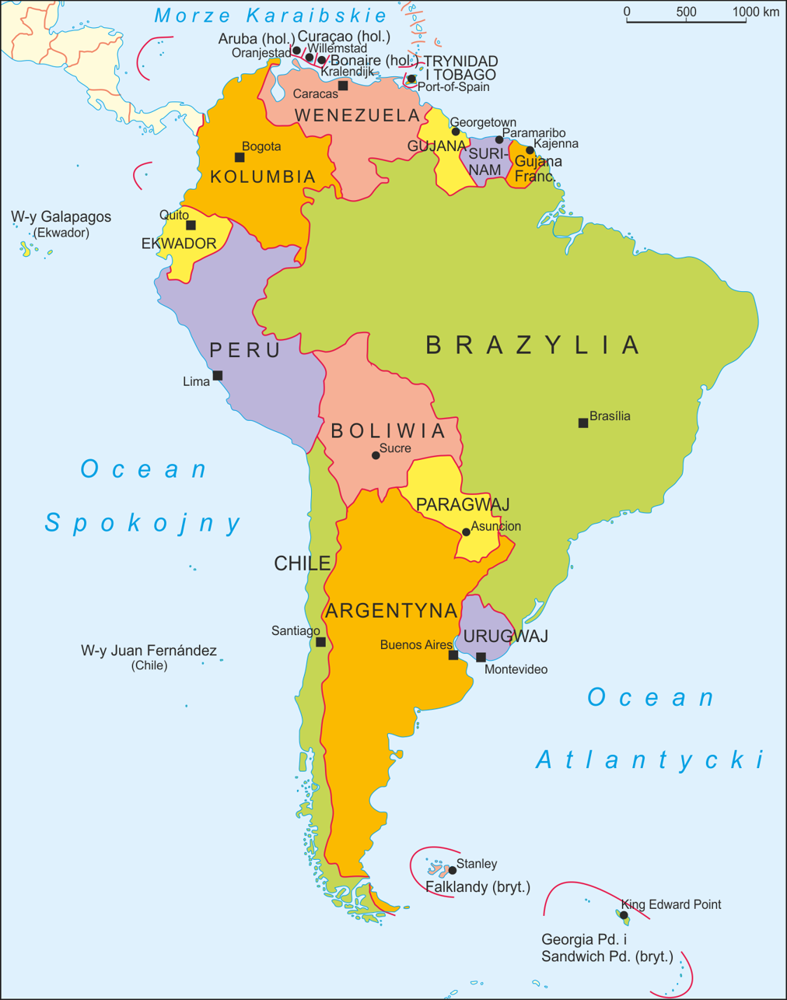 Morze Karaibskie
0 500 1000 km
Aruba (hol.)
Curaçao (hol.)
Oranjestad
Willemstad
Bonaire (hol.)
Kralendijk
TRYNIDAD
I TOBAGO
Port-of-Spain
Caracas
WENEZUELA
Georgetown
GUJANA
Paramaribo
SURI-
NAM
Kajenna
Gujana
Franc.
Bogota
KOLUMBIA
W-y Galapagos
(Ekwador)
Quito
EKWADOR
PERU
Lima
BRAZYLIA
Brasília
BOLIWIA
Sucre
Ocean
Spokojny
PARAGWAJ
Asuncion
CHILE
ARGENTYNA
Santiago
Buenos Aires
URUGWAJ
Montevideo
W-y Juan Fernández
(Chile)
Ocean
Atlantycki
Stanley
Falklandy (bryt.)
King Edward Point
Georgia Pd. i
Sandwich Pd. (bryt.)